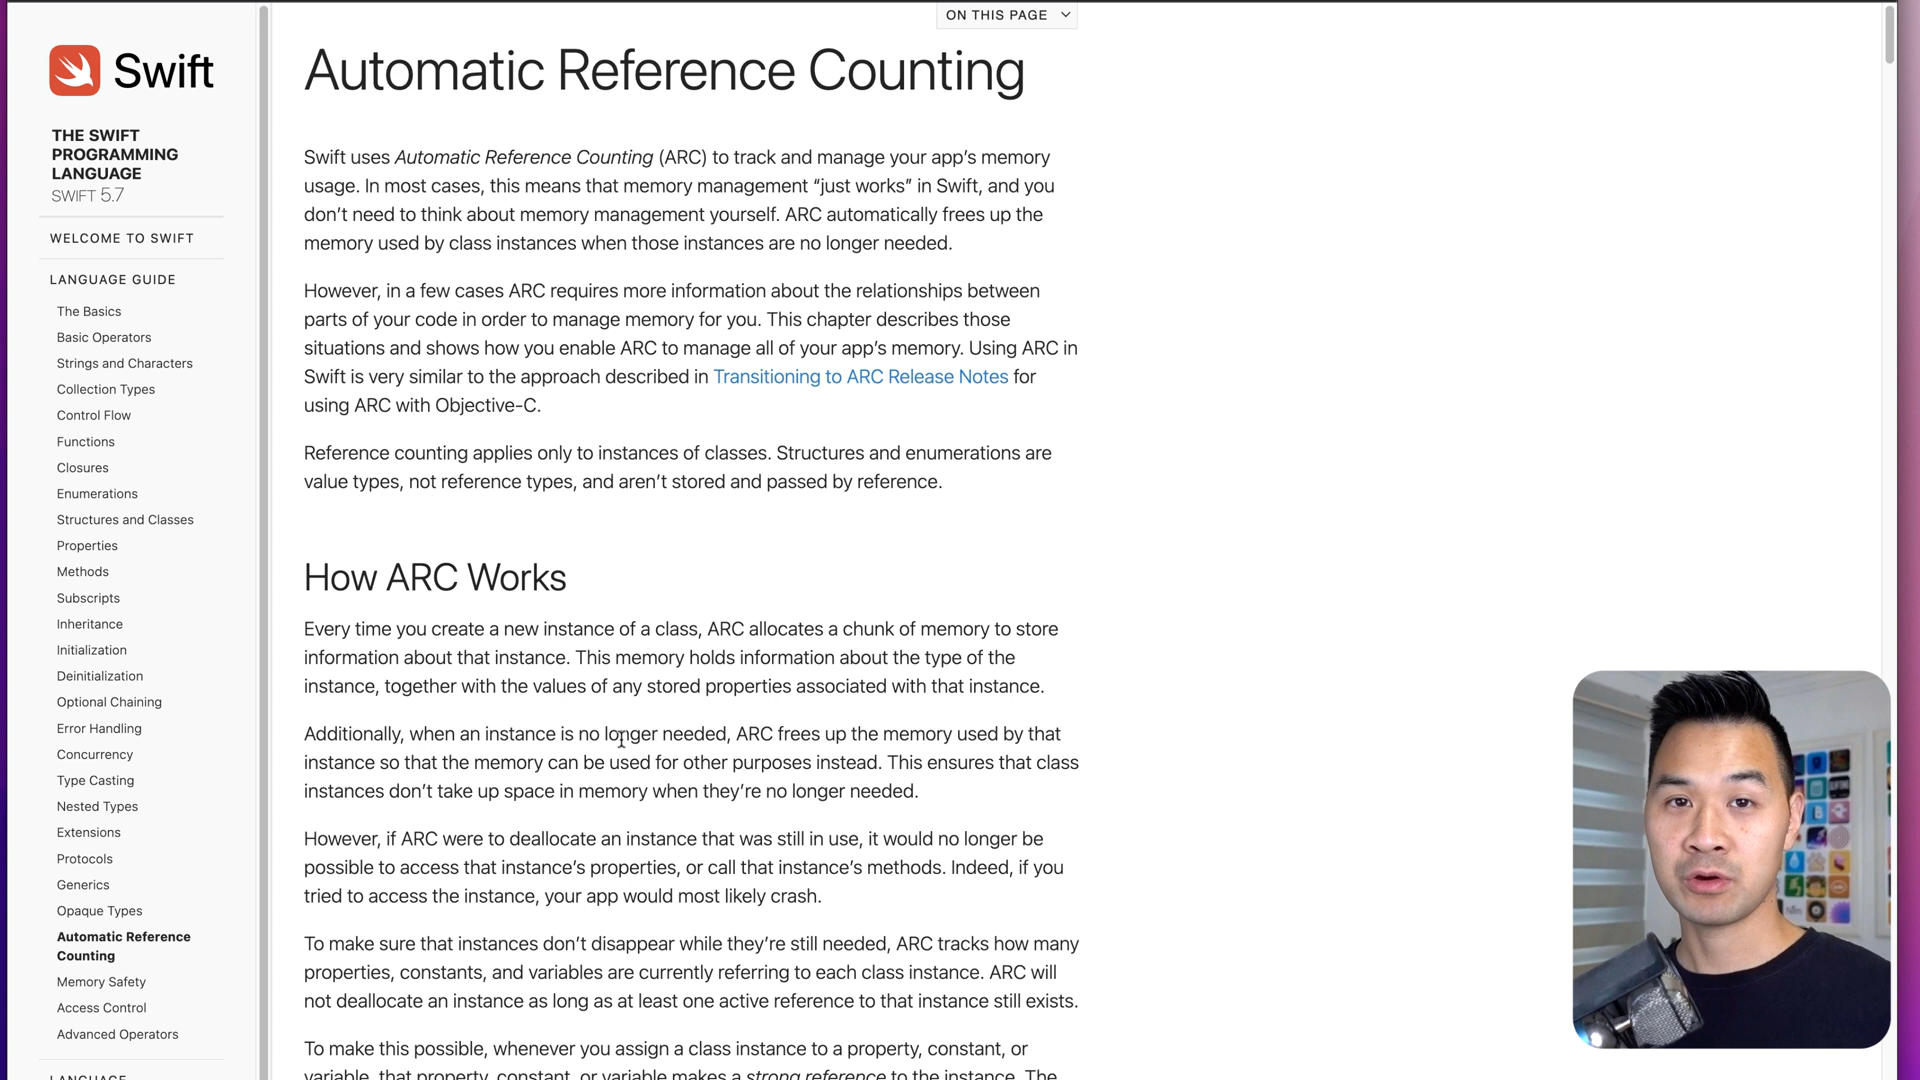 ON THIS PAGE
Swift
THE SWIFT
PROGRAMMING
LANGUAGE
SWIFT 5.7
WELCOME TO SWIFT
LANGUAGE GUIDE
The Basics
Basic Operators
Strings and Characters
Collection Types
Control Flow
Functions
Closures
Enumerations
Structures and Classes
Properties
Methods
Subscripts
Inheritance
Initialization
Deinitialization
Optional Chaining
Error Handling
Concurrency
Type Casting
Nested Types
Extensions
Protocols
Generics
Opaque Types
Automatic Reference
Counting
Memory Safety
Access Control
Advanced Operators
LANGUAGE
Automatic Reference Counting
Swift uses Automatic Reference Counting (ARC) to track and manage your app’s memory
usage. In most cases, this means that memory management “just works” in Swift, and you
don’t need to think about memory management yourself. ARC automatically frees up the
memory used by class instances when those instances are no longer needed.
However, in a few cases ARC requires more information about the relationships between
parts of your code in order to manage memory for you. This chapter describes those
situations and shows how you enable ARC to manage all of your app’s memory. Using ARC in
Swift is very similar to the approach described in Transitioning to ARC Release Notes for
using ARC with Objective-C.
Reference counting applies only to instances of classes. Structures and enumerations are
value types, not reference types, and aren’t stored and passed by reference.
How ARC Works
Every time you create a new instance of a class, ARC allocates a chunk of memory to store
information about that instance. This memory holds information about the type of the
instance, together with the values of any stored properties associated with that instance.
Additionally, when an instance is no longer needed, ARC frees up the memory used by that
instance so that the memory can be used for other purposes instead. This ensures that class
instances don’t take up space in memory when they’re no longer needed.
However, if ARC were to deallocate an instance that was still in use, it would no longer be
possible to access that instance’s properties, or call that instance’s methods. Indeed, if you
tried to access the instance, your app would most likely crash.
To make sure that instances don’t disappear while they’re still needed, ARC tracks how many
properties, constants, and variables are currently referring to each class instance. ARC will
not deallocate an instance as long as at least one active reference to that instance still exists.
To make this possible, whenever you assign a class instance to a property, constant, or
variable, that property, constant, or variable makes a strong reference to the instance. The